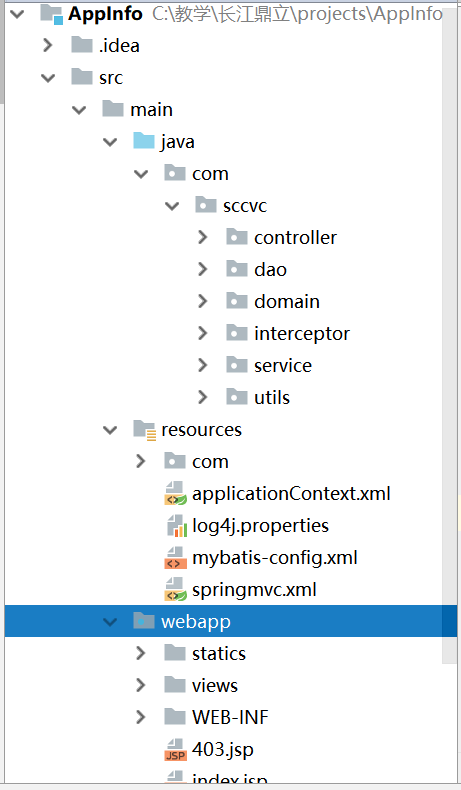 AppInfo C:\教学\长江鼎立\projects\AppInfo
.idea
src
main
java
com
sccvc
controller
dao
domain
interceptor
service
utils
resources
com
applicationContext.xml
log4j.properties
mybatis-config.xml
springmvc.xml
webapp
statics
views
WEB-INF
JSP 403.jsp
index.jsp